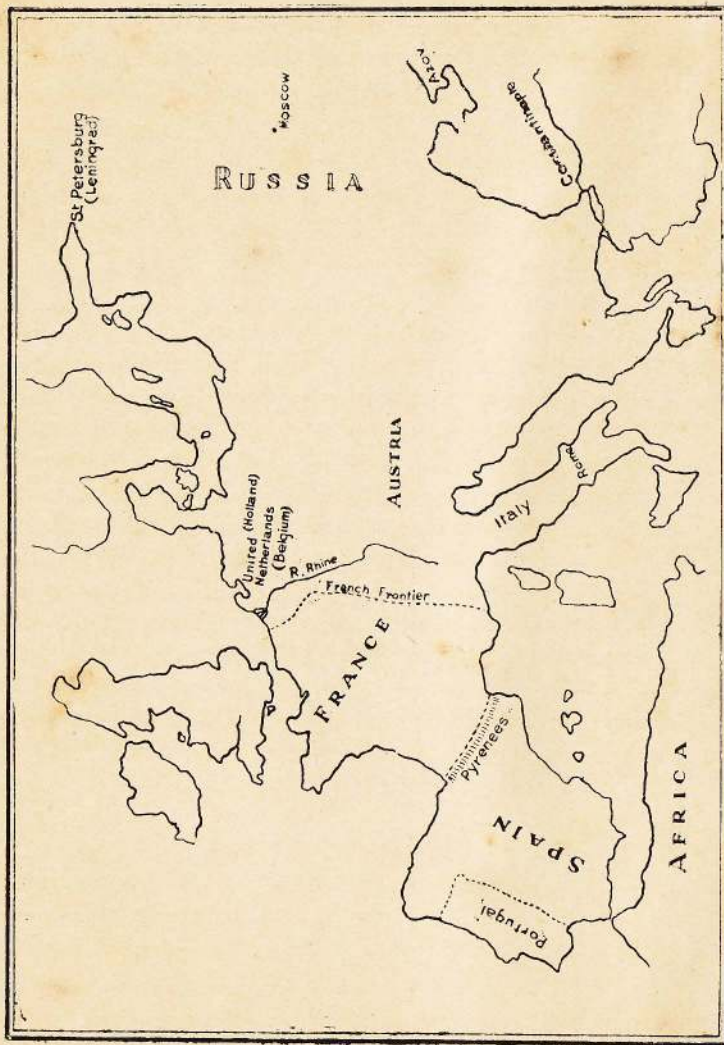 St. Petersburg
(Leningrad)
Moscow
RUSSIA
Azov.
Constantinople
United (Holland)
Netherlands
(Belgium)
R. Rhine
French Frontier
AUSTRIA
FRANCE
Italy
Rome
Pyrenees
SPAIN
Portugal
AFRICA